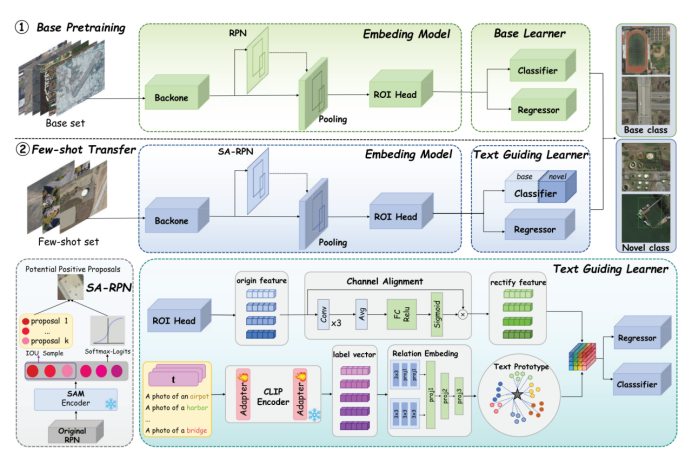 ① Base Pretraining
RPN
Embeding Model
Base Learner
Backone
Pooling
ROI Head
Classifier
Regressor
Base set
Base class
② Few-shot Transfer
SA-RPN
Embeding Model
Text Guiding Learner
Backone
Pooling
ROI Head
base novel
Classifier
Regressor
Few-shot set
Novel class
Potential Positive Proposals
SA-RPN
proposal 1
...
proposal k
IOU Sample
Softmax-Logits
SAM
Encoder
Original
RPN
Text Guiding Learner
ROI Head
origin feature
Channel Alignment
Conv
x3
Avg
FC
Relu
Sigmoid
rectify feature
Regressor
Classsifier
t
A photo of an airpot
A photo of a harbor
...
A photo of a bridge
Adapter
CLIP
Encoder
Adapter
label vector
Relation Embeding
proj1
proj2
proj3
Text Prototype